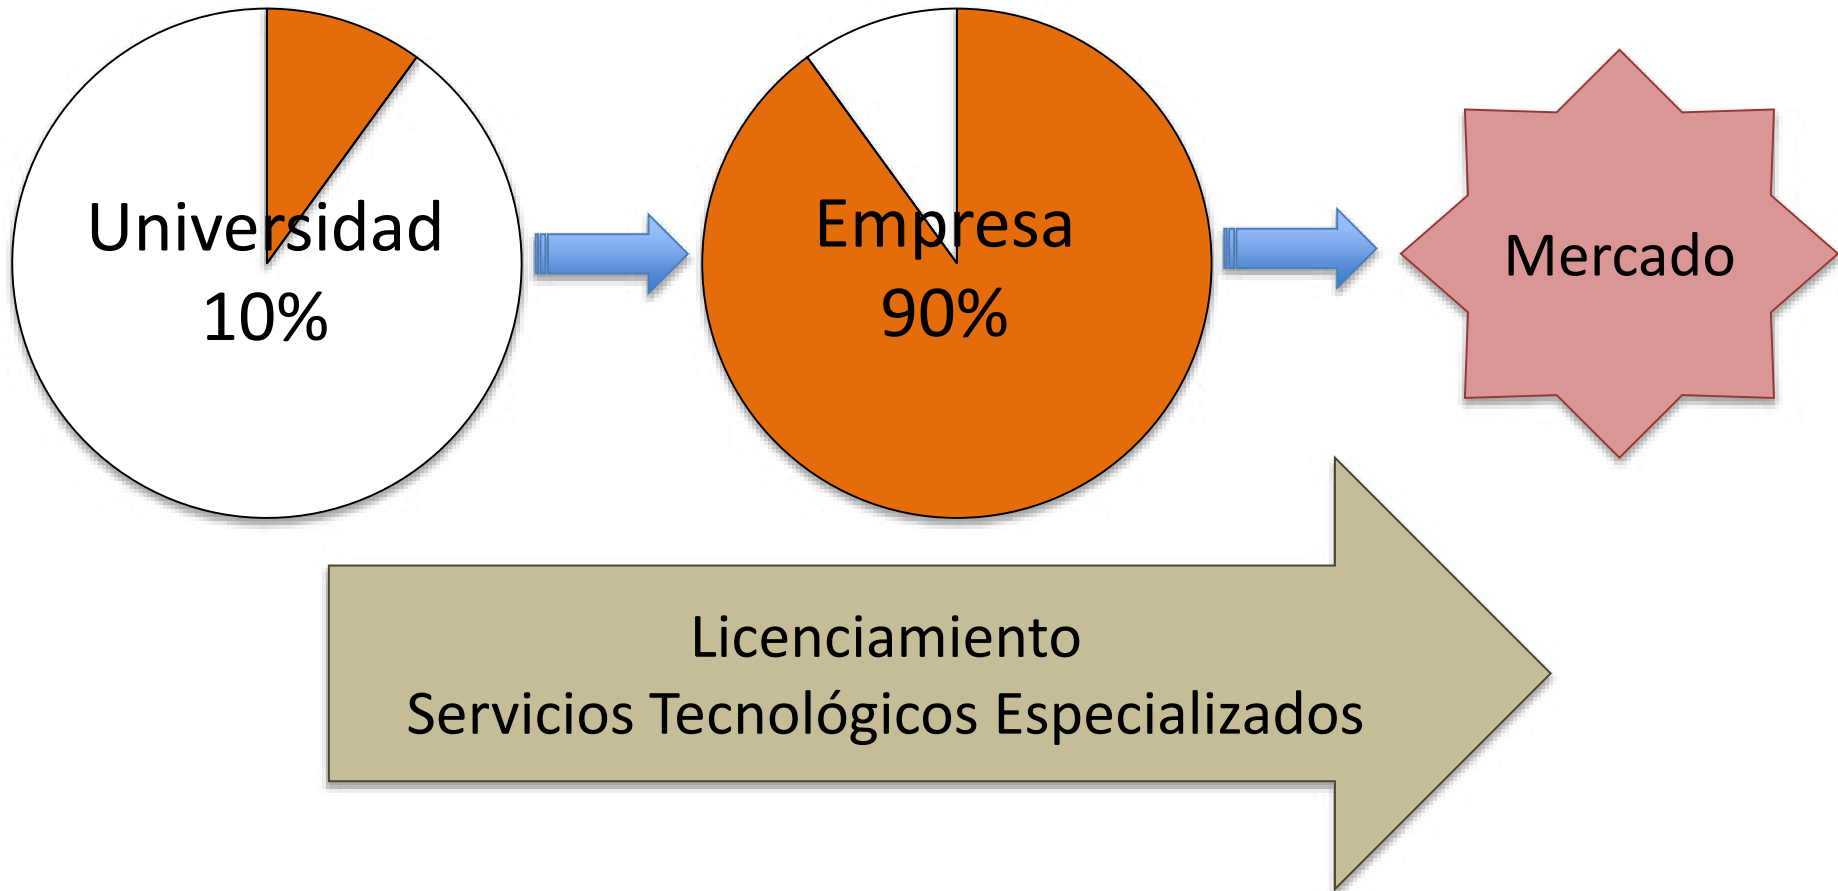 Universidad
10%
Empresa
90%
Mercado
Licenciamiento
Servicios Tecnológicos Especializados